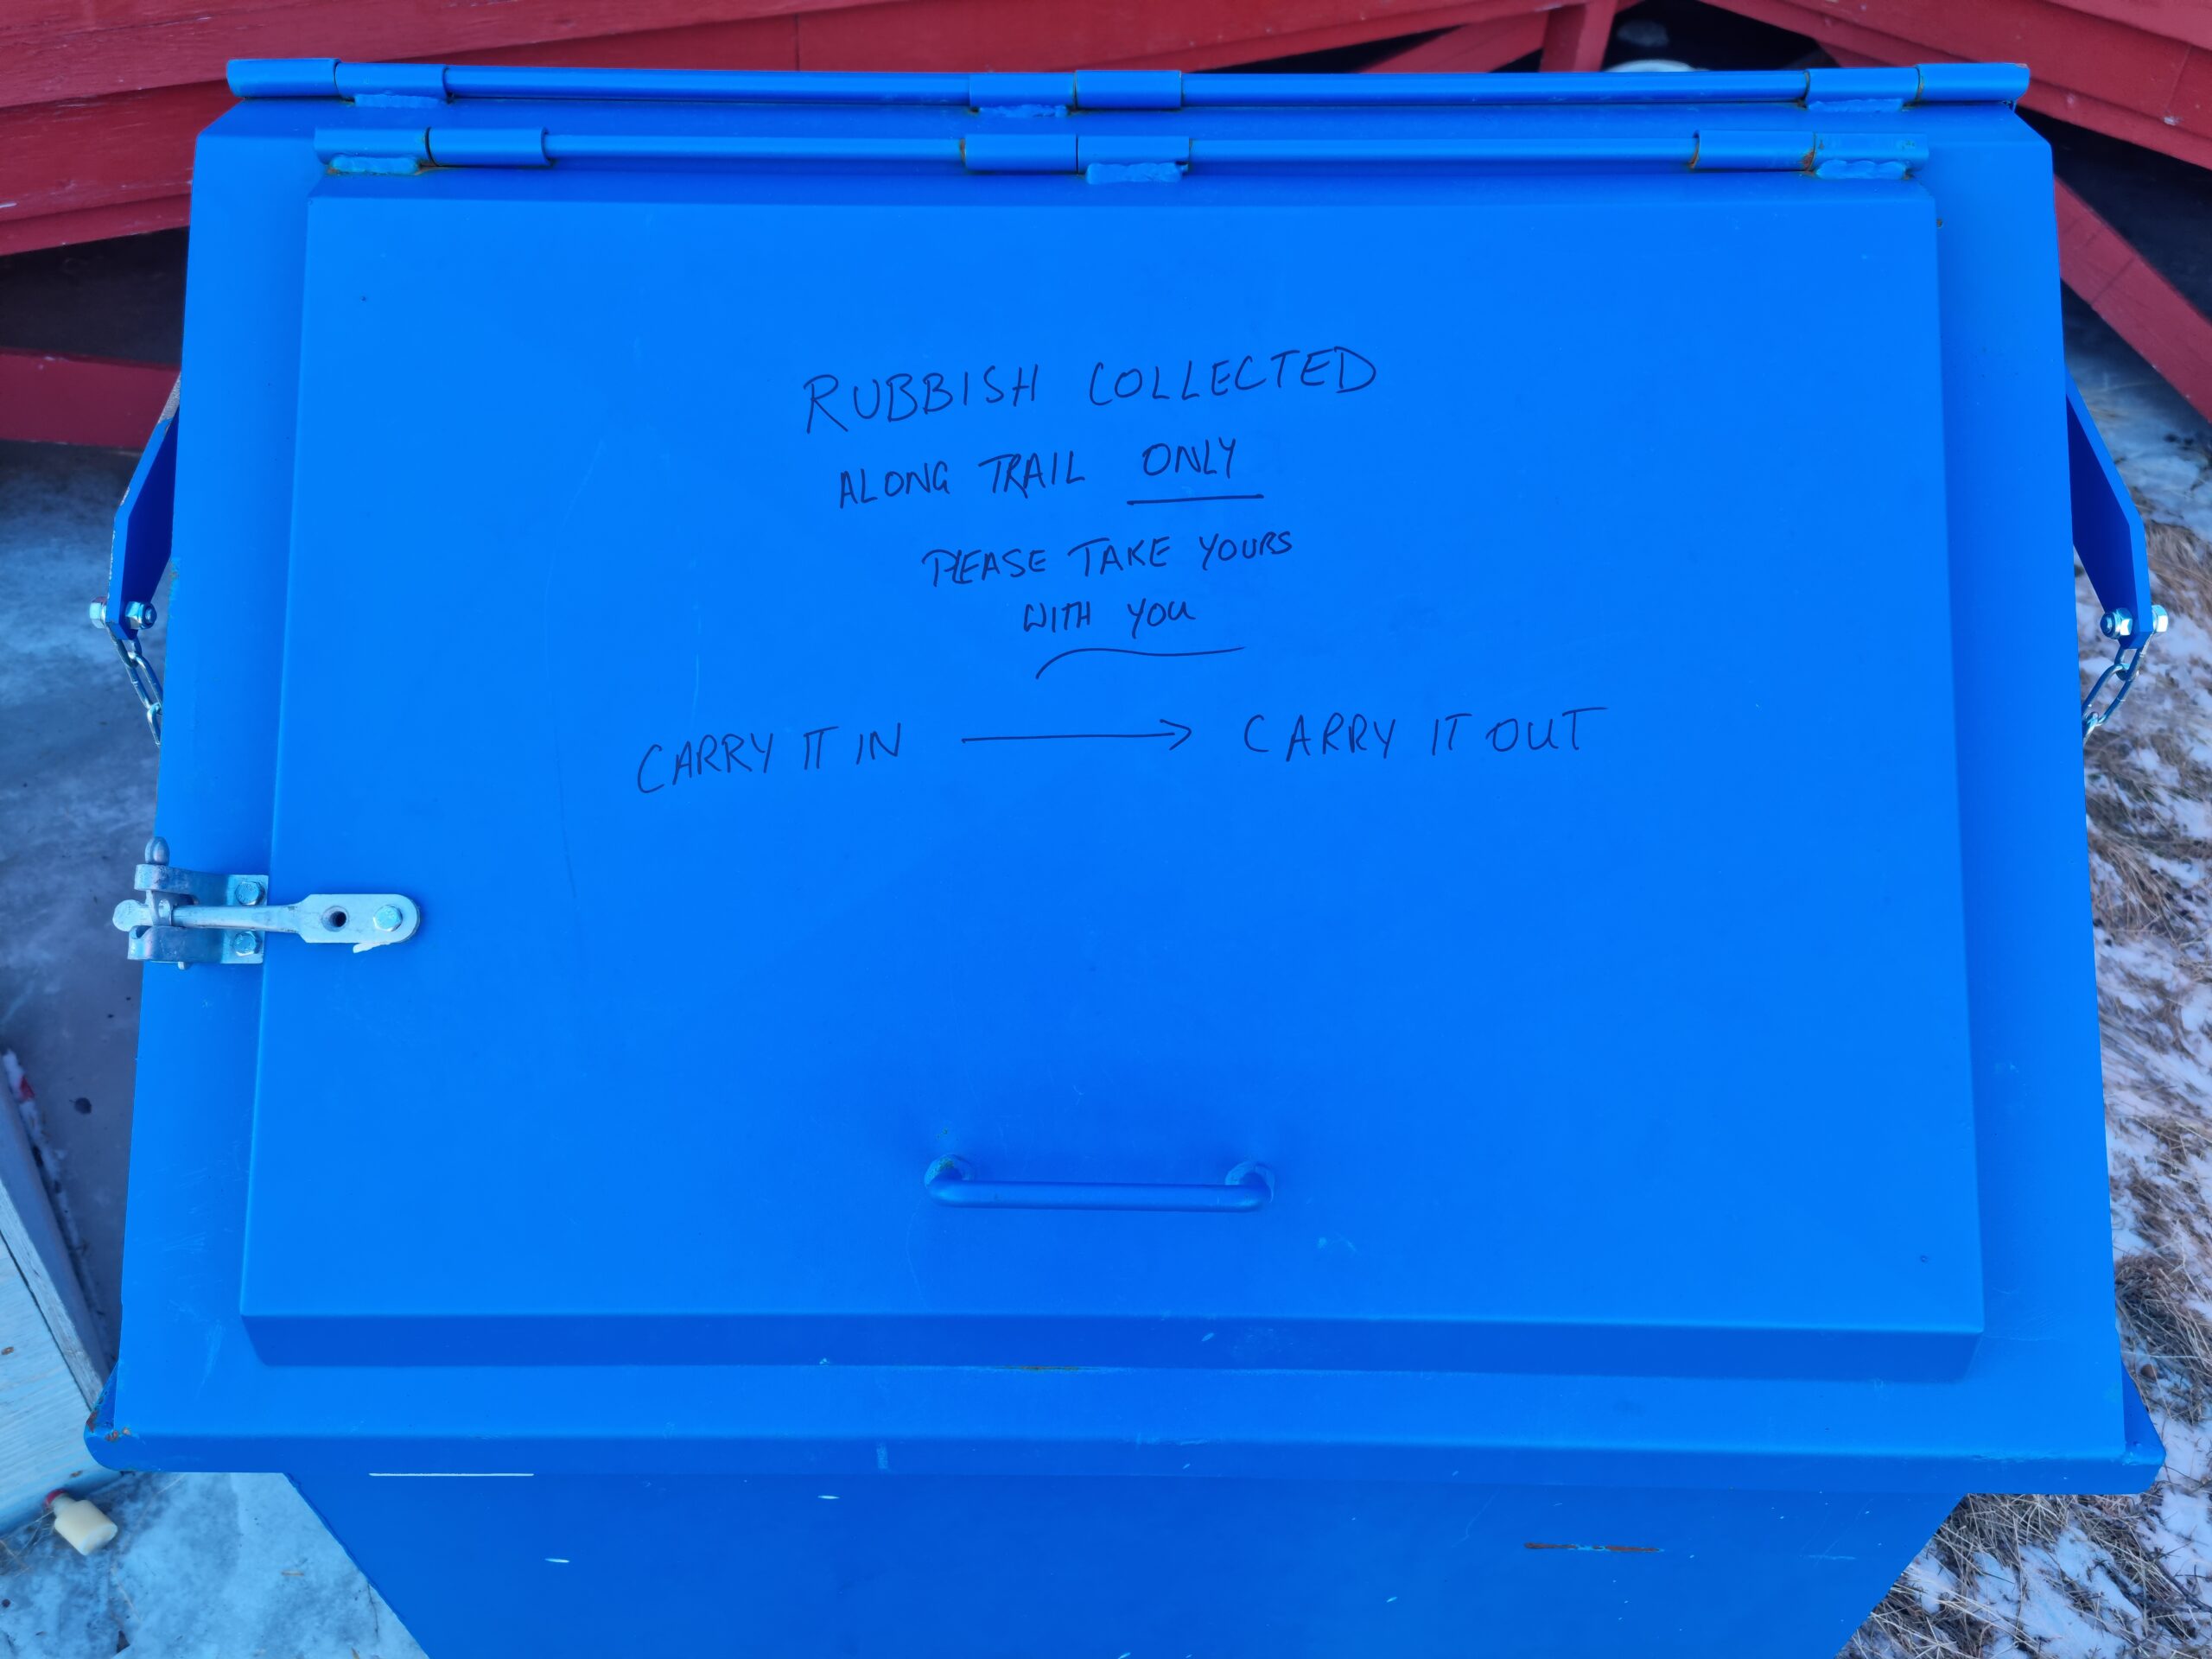 RUBBISH COLLECTED
ALONG TRAIL ONLY
PLEASE TAKE YOURS
WITH YOU
CARRY IT IN → CARRY IT OUT